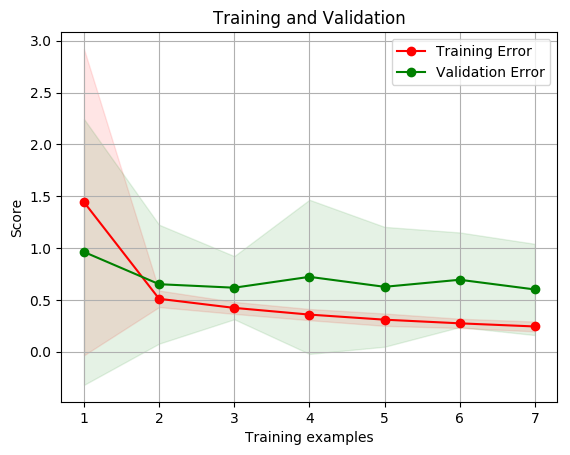 Training and Validation
Training Error
Validation Error
3.0
2.5
2.0
1.5
1.0
0.5
0.0
Score
1 2 3 4 5 6 7
Training examples